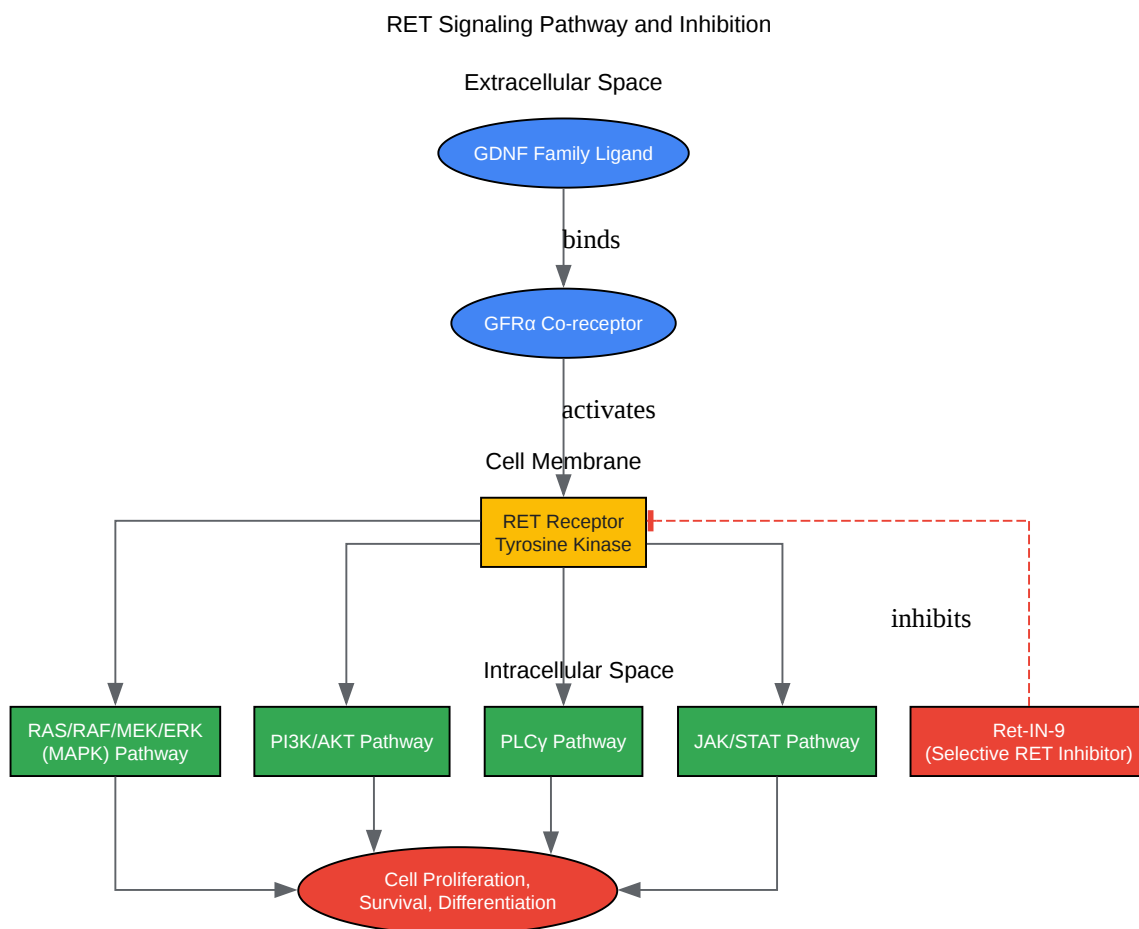 RET Signaling Pathway and Inhibition
Extracellular Space
GDNF Family Ligand
binds
GFRα Co-receptor
activates
Cell Membrane
RET Receptor
Tyrosine Kinase
inhibits
Intracellular Space
RAS/RAF/MEK/ERK
(MAPK) Pathway
PI3K/AKT Pathway
PLCγ Pathway
JAK/STAT Pathway
Ret-IN-9
(Selective RET Inhibitor)
Cell Proliferation,
Survival, Differentiation